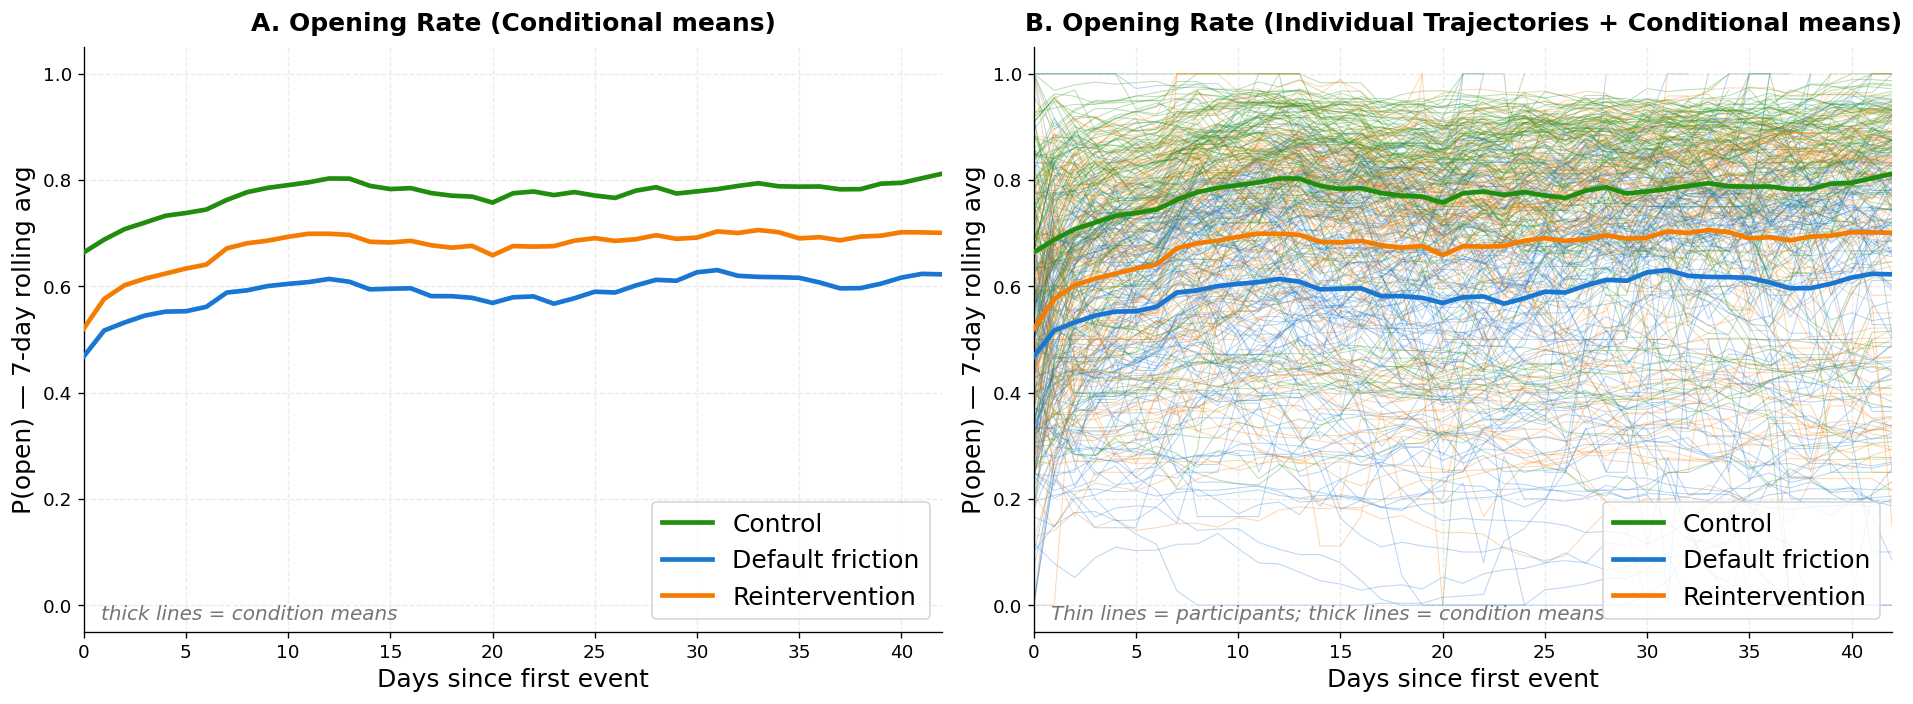 A. Opening Rate (Conditional means)
P(open) — 7-day rolling avg
1.0
0.8
0.6
0.4
0.2
0.0
Control
Default friction
Reintervention
thick lines = condition means
0 5 10 15 20 25 30 35 40
Days since first event
B. Opening Rate (Individual Trajectories + Conditional means)
P(open) — 7-day rolling avg
1.0
0.8
0.6
0.4
0.2
0.0
Control
Default friction
Reintervention
Thin lines = participants; thick lines = condition means
0 5 10 15 20 25 30 35 40
Days since first event